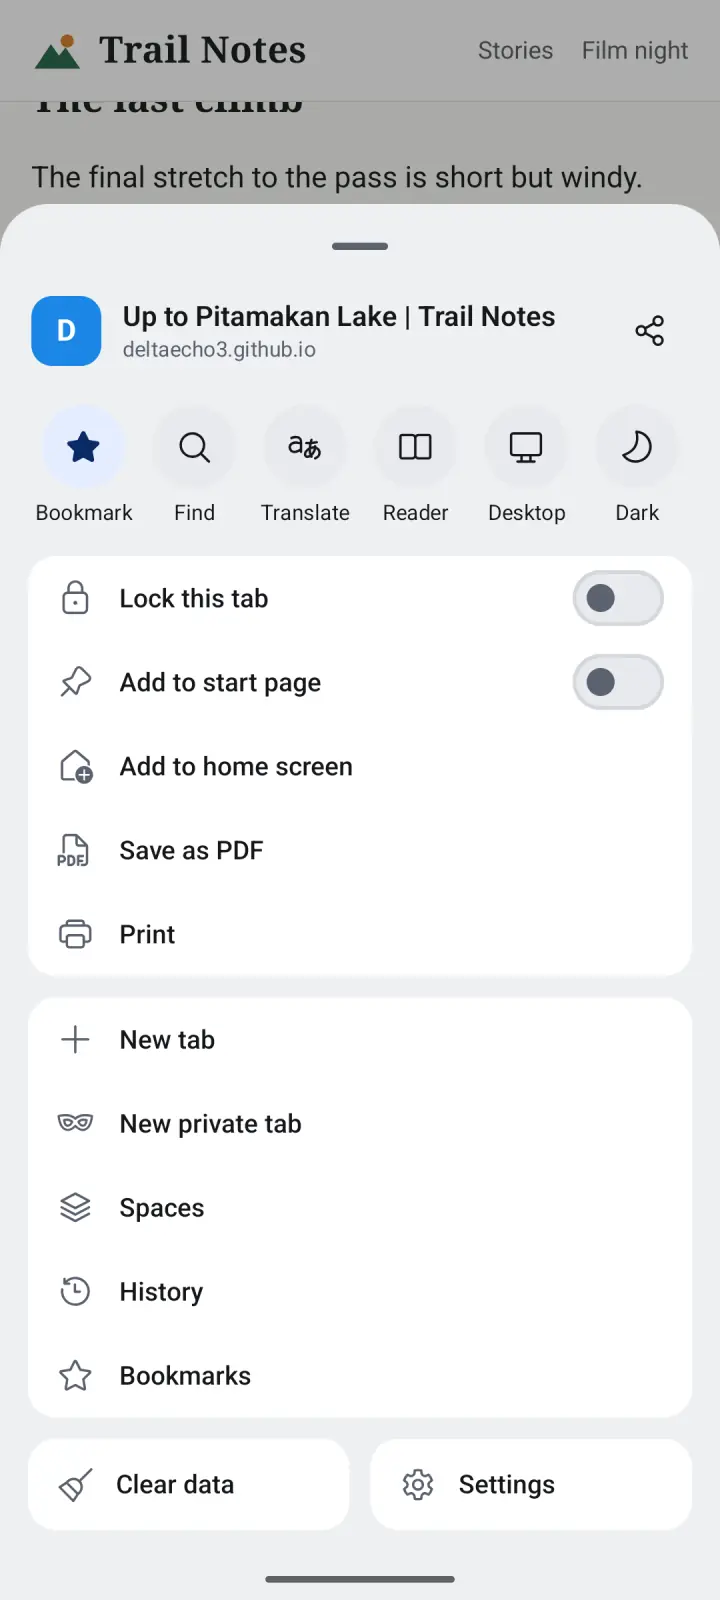 Trail Notes
Stories
Film night
The last climb
The final stretch to the pass is short but windy.
D
Up to Pitamakan Lake | Trail Notes
deltaecho3.github.io
aあ
Bookmark
Find
Translate
Reader
Desktop
Dark
Lock this tab
Add to start page
Add to home screen
PDF
Save as PDF
Print
New tab
New private tab
Spaces
History
Bookmarks
Clear data
Settings